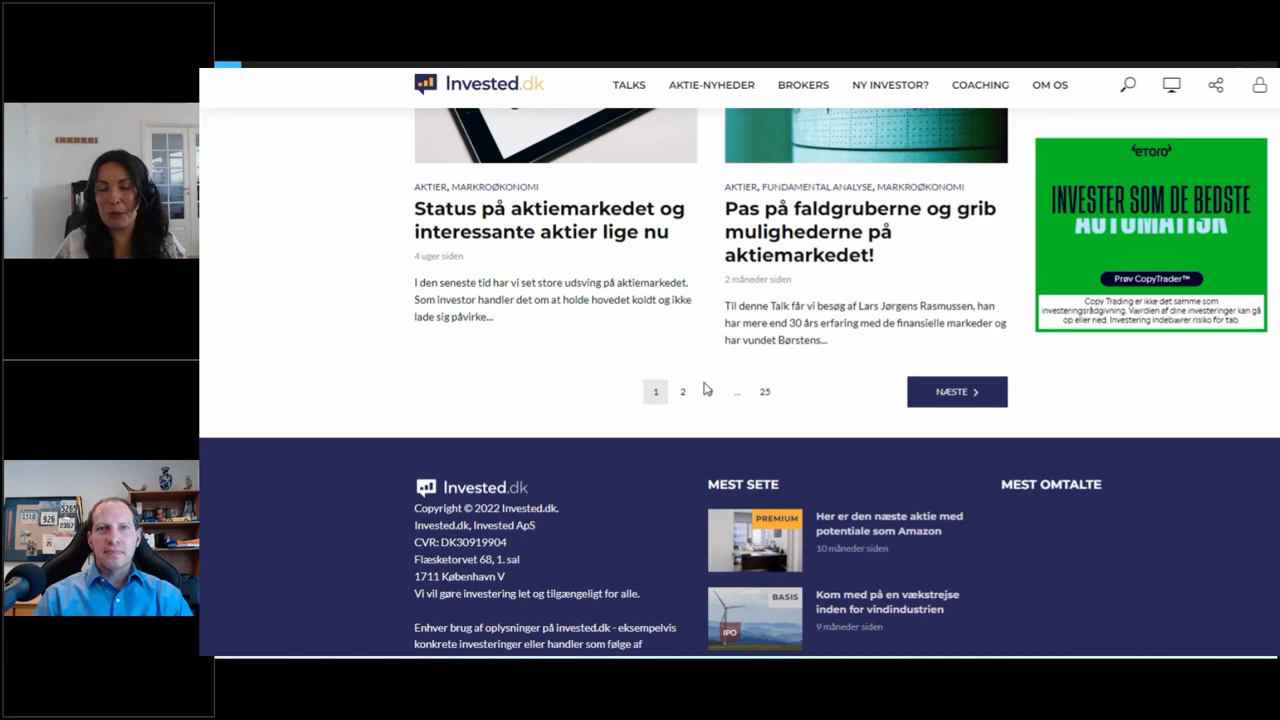 Invested.dk
TALKS
AKTIE-NYHEDER
BROKERS
NY INVESTOR?
COACHING
OM OS
AKTIER, MARKROØKONOMI
Status på aktiemarkedet og
interessante aktier lige nu
4 uger siden
I den seneste tid har vi set store udsving på aktiemarkedet.
Som investor handler det om at holde hovedet koldt og ikke
lade sig påvirke...
AKTIER, FUNDAMENTAL ANALYSE, MARKROØKONOMI
Pas på faldgruberne og grib
mulighederne på
aktiemarkedet!
2 måneder siden
Til denne Talk får vi besøg af Lars Jørgens Rasmussen, han
har mere end 30 års erfaring med de finansielle markeder og
har vundet Børstens...
eTORO
INVESTER SOM DE BEDSTE
AUTOMATISK
Prøv CopyTrader™
Copy Trading er ikke det samme som
investeringsrådgivning. Værdien af dine investeringer kan gå
op eller ned. Investering indebærer risiko for tab.
1
2
...
25
NÆSTE
Invested.dk
Copyright © 2022 Invested.dk.
Invested.dk, Invested ApS
CVR: DK30919904
Flæsketorvet 68, 1. sal
1711 København V
Vi vil gøre investering let og tilgængeligt for alle.
Enhver brug af oplysninger på invested.dk - eksempelvis
konkrete investeringer eller handler som følge af
MEST SETE
PREMIUM
Her er den næste aktie med
potentiale som Amazon
10 måneder siden
BASIS
IPO
Kom med på en vækstrejse
inden for vindindustrien
9 måneder siden
MEST OMTALTE
926
2357